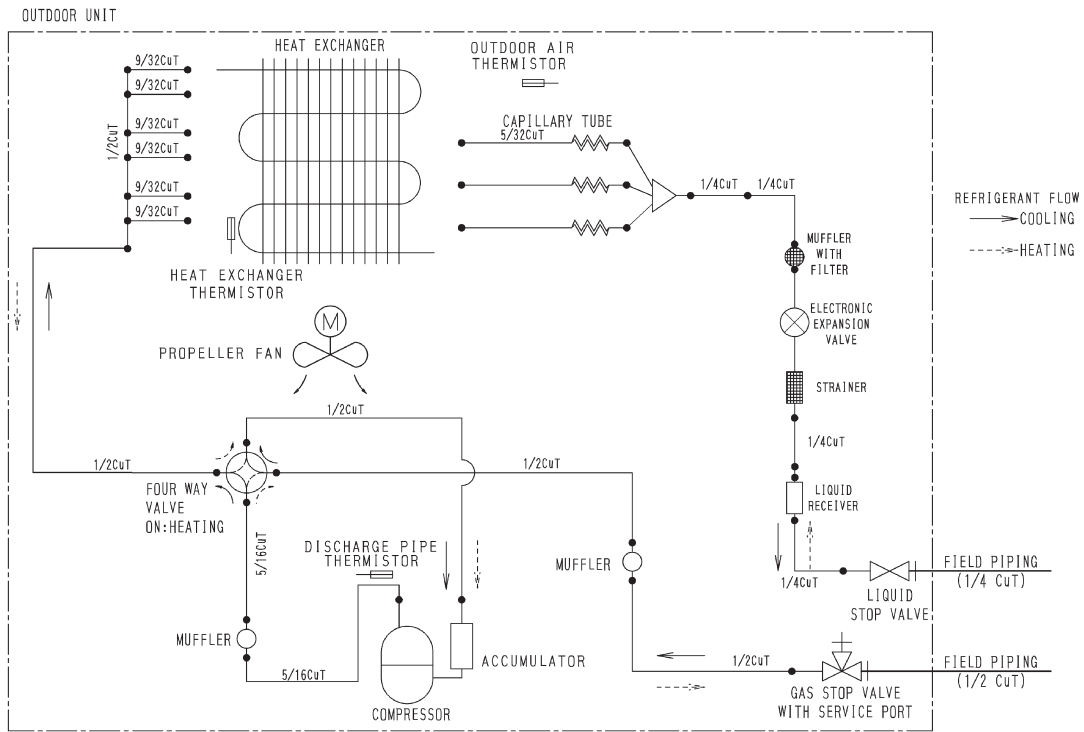 OUTDOOR UNIT
HEAT EXCHANGER
OUTDOOR AIR
THERMISTOR
9/32CuT
9/32CuT
9/32CuT
9/32CuT
9/32CuT
9/32CuT
1/2CuT
CAPILLARY TUBE
5/32CuT
1/4CuT
1/4CuT
REFRIGERANT FLOW
COOLING
HEATING
MUFFLER
WITH
FILTER
HEAT EXCHANGER
THERMISTOR
M
PROPELLER FAN
ELECTRONIC
EXPANSION
VALVE
STRAINER
1/2CuT
1/4CuT
1/2CuT
1/2CuT
FOUR WAY
VALVE
ON:HEATING
LIQUID
RECEIVER
5/16CuT
DISCHARGE PIPE
THERMISTOR
MUFFLER
1/4CuT
LIQUID
STOP VALVE
FIELD PIPING
(1/4 CuT)
MUFFLER
5/16CuT
COMPRESSOR
ACCUMULATOR
1/2CuT
GAS STOP VALVE
WITH SERVICE PORT
FIELD PIPING
(1/2 CuT)